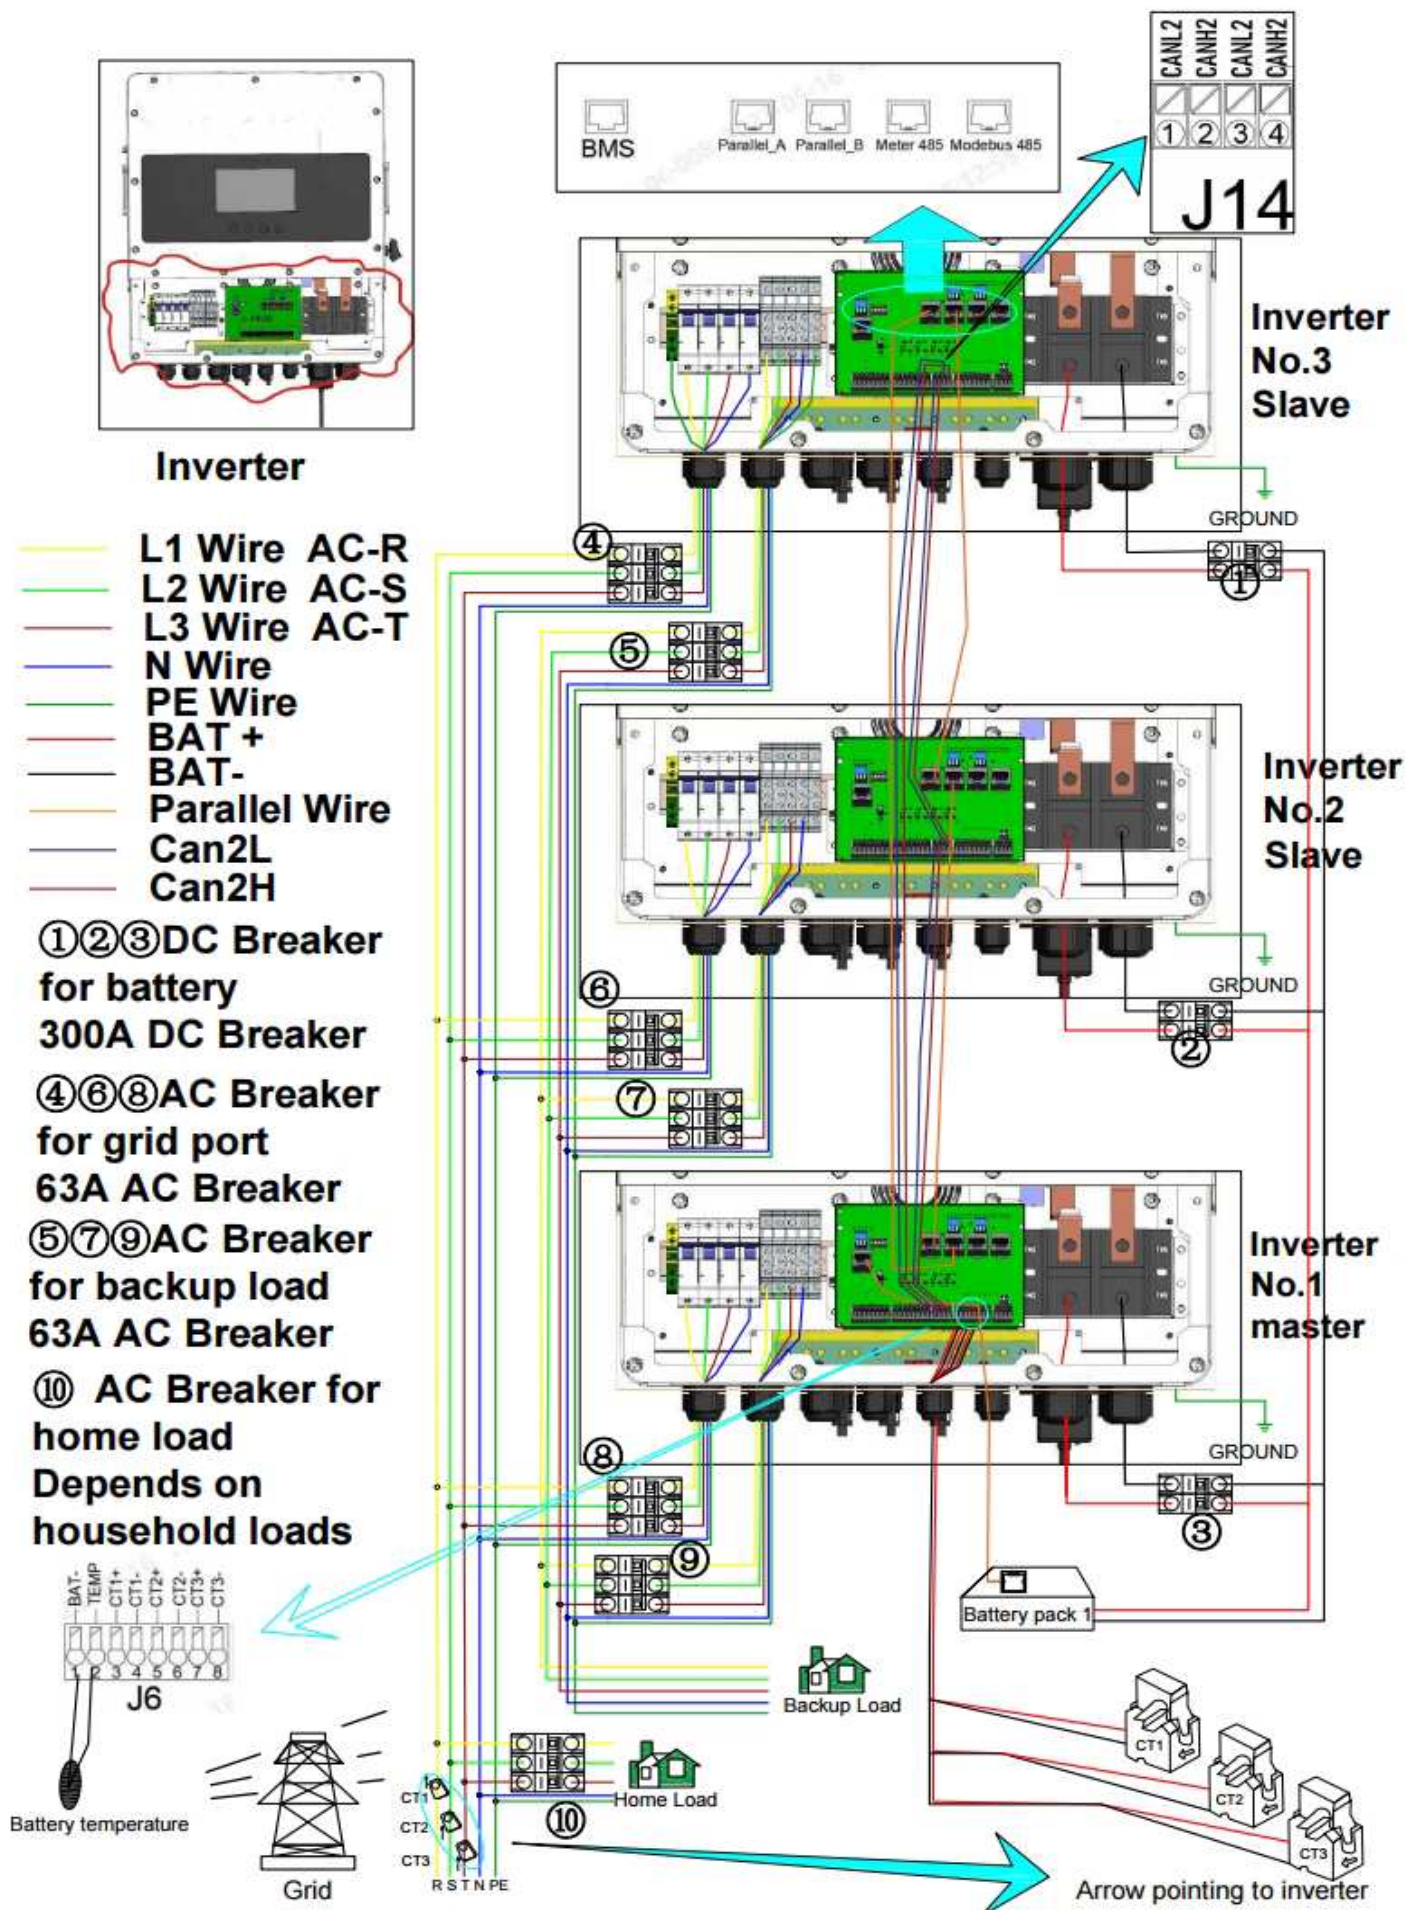 CANL2
CANH2
CANL2
CANH2
1 2 3 4
J14
BMS
Parallel_A Parallel_B Meter 485 Modebus 485
Inverter
Inverter
No.3
Slave
GROUND
④
①
⑤
L1 Wire AC-R
L2 Wire AC-S
L3 Wire AC-T
N Wire
PE Wire
BAT +
BAT-
Parallel Wire
Can2L
Can2H
Inverter
No.2
Slave
GROUND
⑥
②
⑦
①②③DC Breaker
for battery
300A DC Breaker
④⑥⑧AC Breaker
for grid port
63A AC Breaker
⑤⑦⑨AC Breaker
for backup load
63A AC Breaker
⑩ AC Breaker for
home load
Depends on
household loads
Inverter
No.1
master
GROUND
⑧
③
⑨
BAT-
TEMP
CT1+
CT1-
CT2+
CT2-
CT3+
CT3-
1 2 3 4 5 6 7 8
J6
Battery temperature
Battery pack 1
Backup Load
Home Load
⑩
CT1
CT2
CT3
R S T N PE
Grid
CT1
CT2
CT3
Arrow pointing to inverter